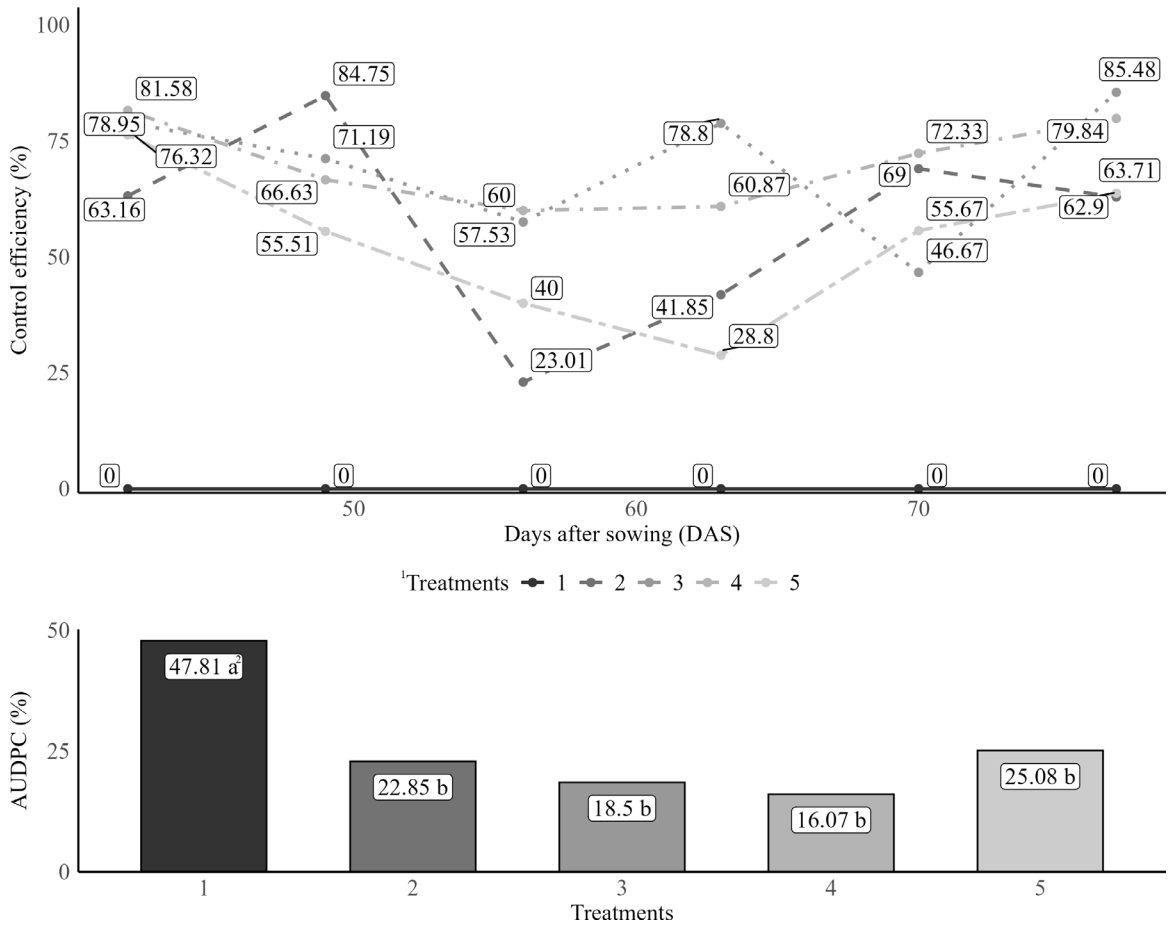 100
75
50
25
0
Control efficiency (%)
81.58
78.95
76.32
63.16
84.75
71.19
66.63
55.51
60
57.53
40
23.01
78.8
60.87
41.85
28.8
72.33
69
55.67
46.67
85.48
79.84
63.71
62.9
0 0 0 0 0 0
50 60 70
Days after sowing (DAS)
¹Treatments 1 2 3 4 5
50
25
0
AUDPC (%)
47.81 a²
22.85 b
18.5 b
16.07 b
25.08 b
1 2 3 4 5
Treatments